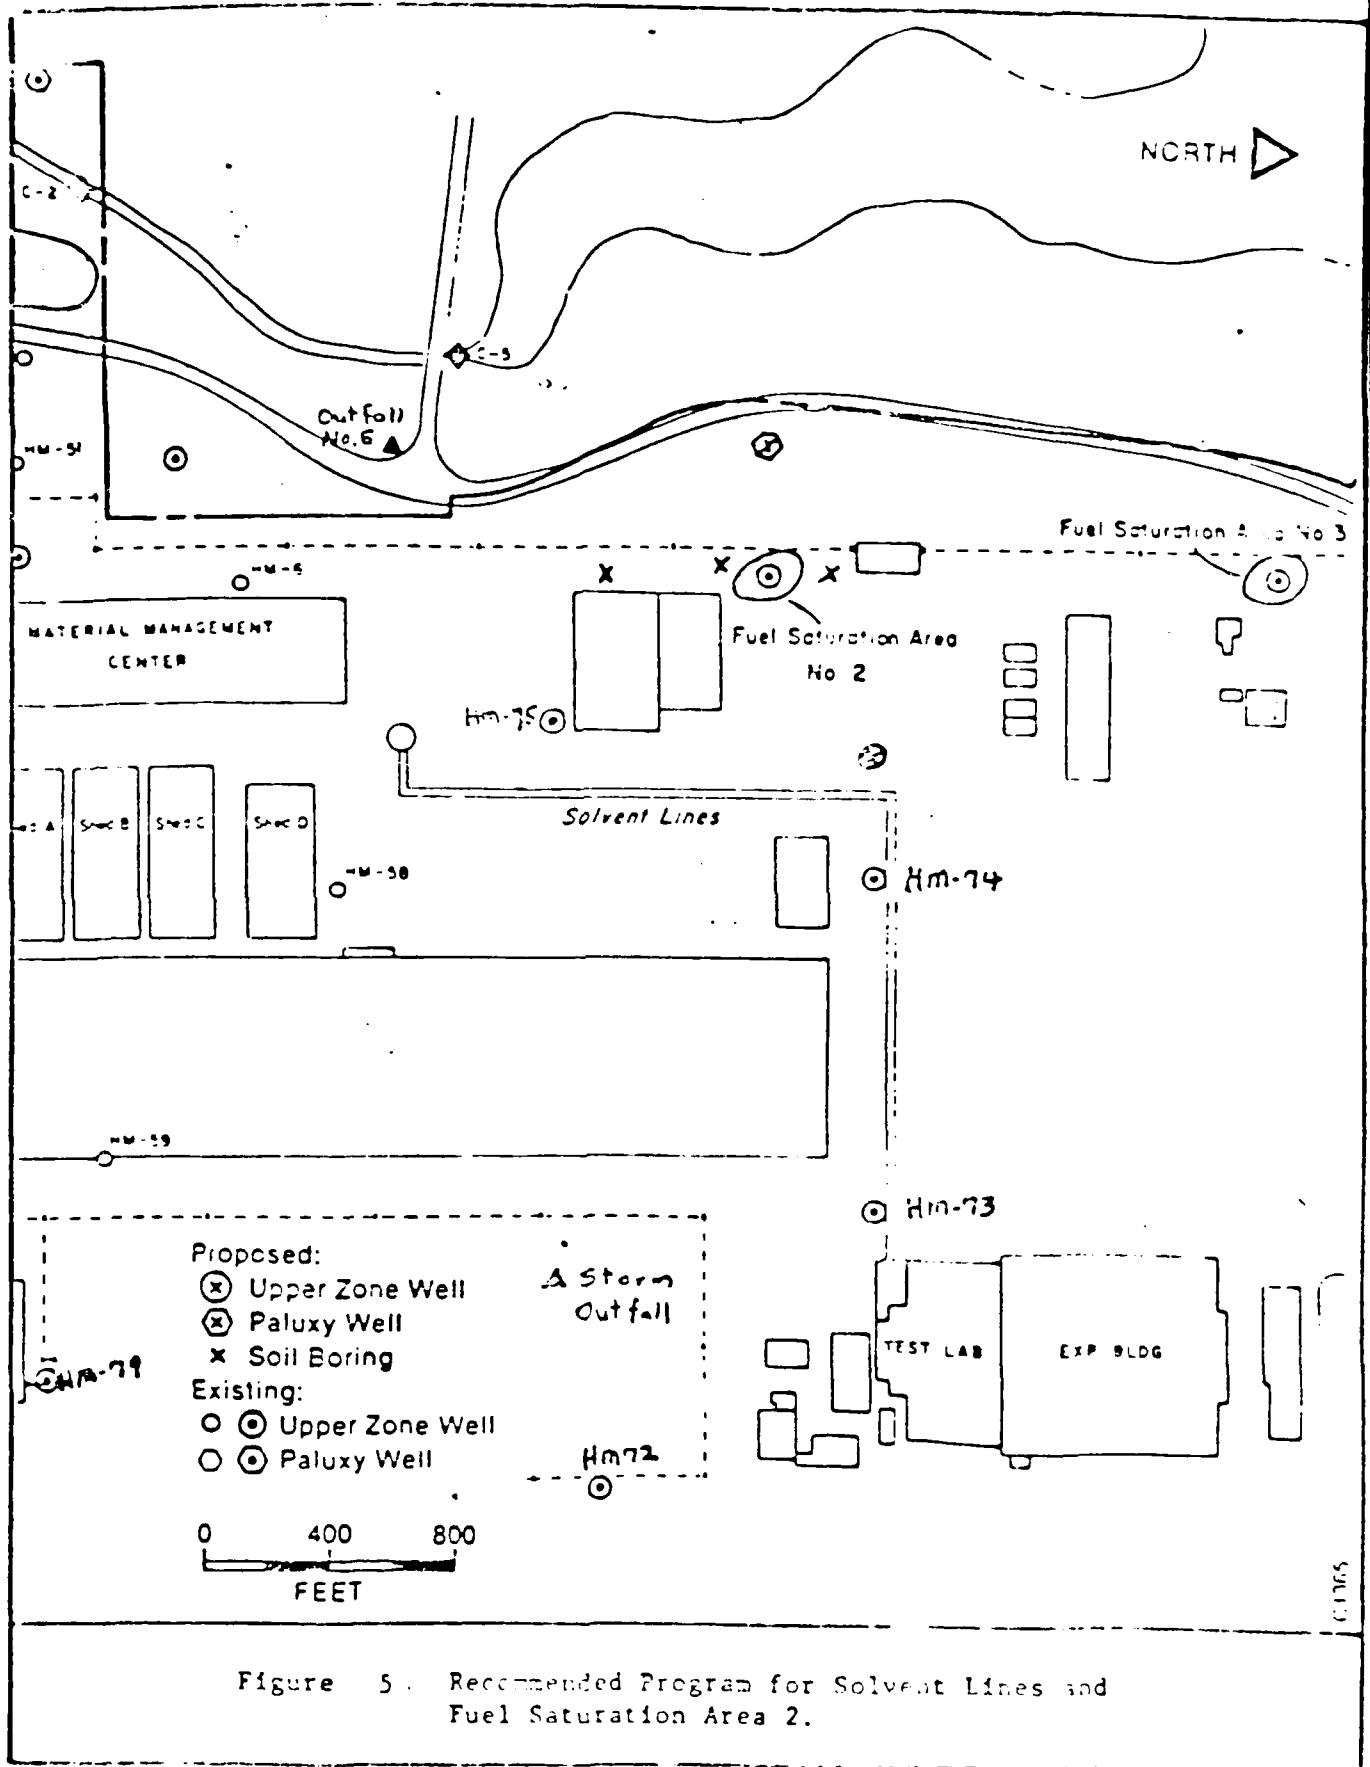 NORTH
C-2
C-5
Outfall
No. 6
HM-51
Fuel Saturation Area No 3
HM-6
MATERIAL MANAGEMENT
CENTER
Fuel Saturation Area
No 2
Hm-75
Solvent Lines
Shed B
Shed C
Shed D
HM-58
Hm-74
HM-59
Hm-73
Proposed:
Upper Zone Well
Paluxy Well
x Soil Boring
Existing:
Upper Zone Well
Paluxy Well
Storm
Outfall
Hm-79
Hm72
TEST LAB
EXP BLDG
0 400 800
FEET
Figure 5. Recommended Program for Solvent Lines and
Fuel Saturation Area 2.